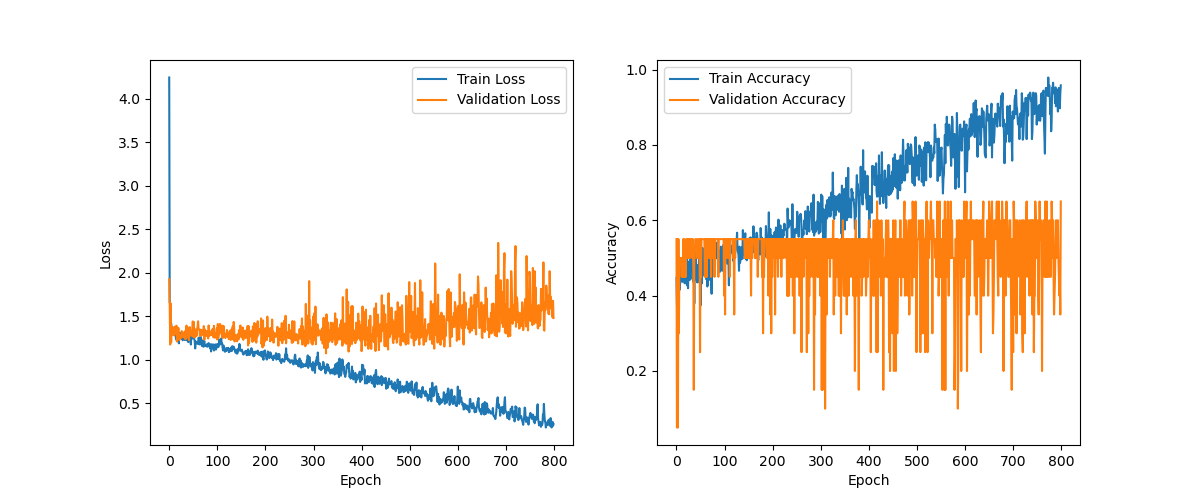 Train Loss
Validation Loss
4.0
3.5
3.0
2.5
2.0
1.5
1.0
0.5
Loss
0 100 200 300 400 500 600 700 800
Epoch
Train Accuracy
Validation Accuracy
1.0
0.8
0.6
0.4
0.2
Accuracy
0 100 200 300 400 500 600 700 800
Epoch